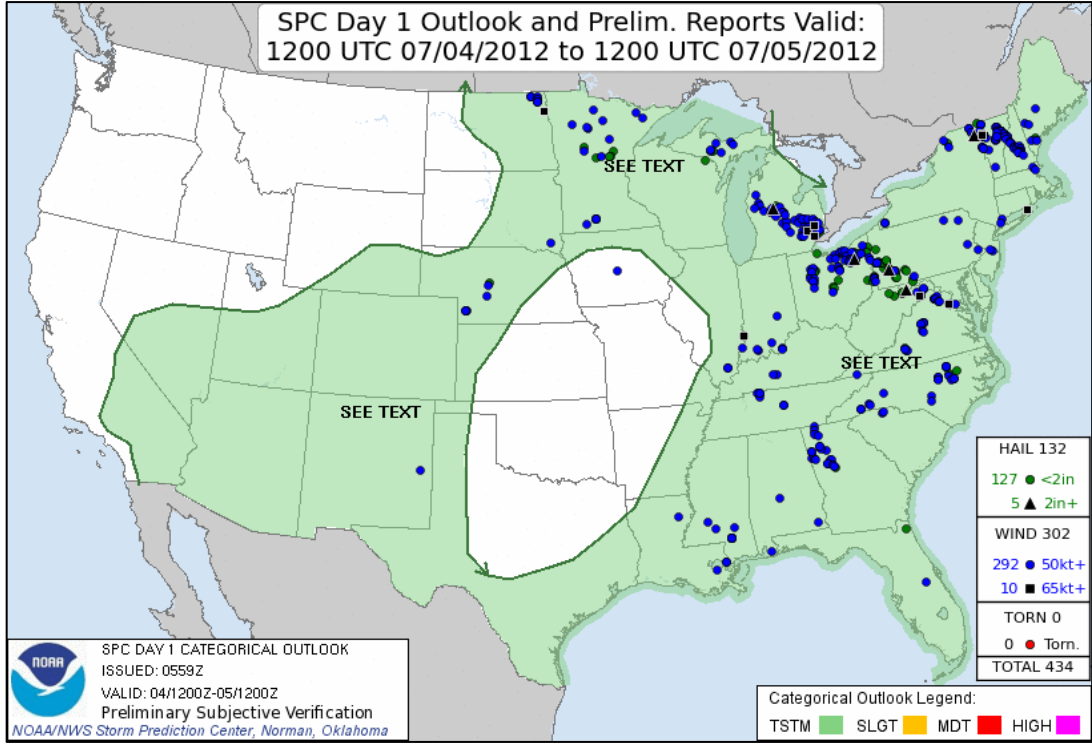 SPC Day 1 Outlook and Prelim. Reports Valid:
1200 UTC 07/04/2012 to 1200 UTC 07/05/2012
SEE TEXT
SEE TEXT
SEE TEXT
HAIL 132
127 <2in
5 2in+
WIND 302
292 50kt+
10 65kt+
TORN 0
0 Torn.
TOTAL 434
NOAA
SPC DAY 1 CATEGORICAL OUTLOOK
ISSUED: 0559Z
VALID: 04/1200Z-05/1200Z
Preliminary Subjective Verification
NOAA/NWS Storm Prediction Center, Norman, Oklahoma
Categorical Outlook Legend:
TSTM SLGT MDT HIGH